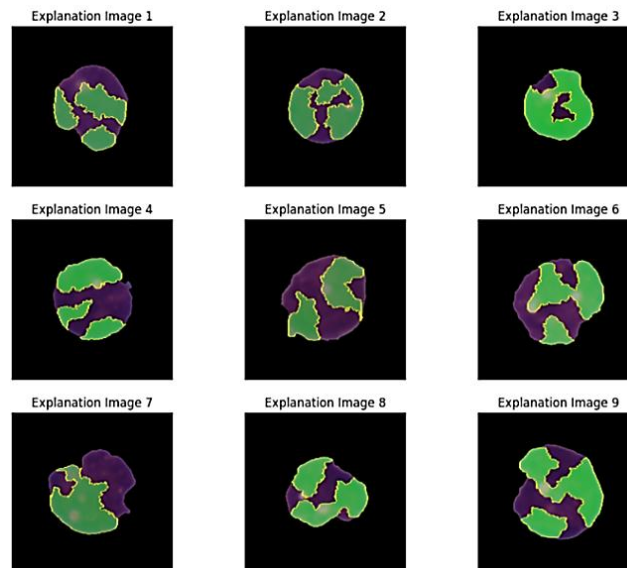 Explanation Image 1
Explanation Image 2
Explanation Image 3
Explanation Image 4
Explanation Image 5
Explanation Image 6
Explanation Image 7
Explanation Image 8
Explanation Image 9